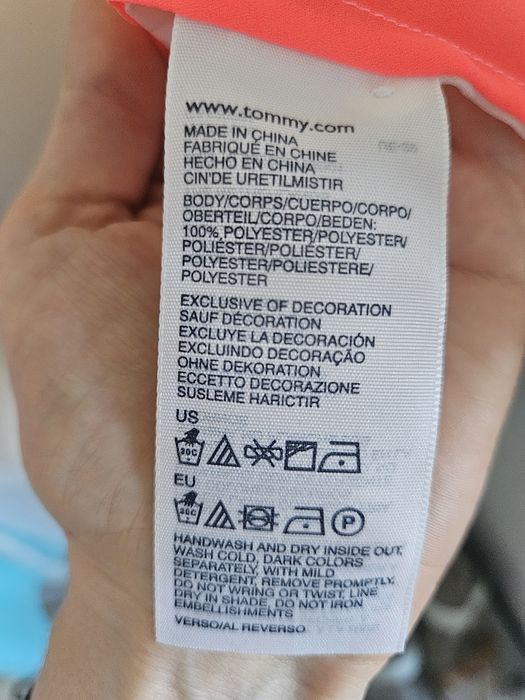 www.tommy.com
MADE IN CHINA
FABRIQUÉ EN CHINE
HECHO EN CHINA
CIN'DE URETILMISTIR
BODY/CORPS/CUERPO/CORPO/
OBERTEIL/CORPO/BEDEN:
100% POLYESTER/POLYESTER/
POLIÉSTER/POLIÉSTER/
POLYESTER/POLIESTERE/
POLYESTER
EXCLUSIVE OF DECORATION
SAUF DÉCORATION
EXCLUYE LA DECORACIÓN
EXCLUINDO DECORAÇÃO
OHNE DEKORATION
ECCETTO DECORAZIONE
SUSLEME HARICTIR
US
30C
EU
30C
P
HANDWASH AND DRY INSIDE OUT,
WASH COLD, DARK COLORS
SEPARATELY, WITH MILD
DETERGENT, REMOVE PROMPTLY,
DO NOT WRING OR TWIST, LINE
DRY IN SHADE, DO NOT IRON
EMBELLISHMENTS
VERSO/AL REVERSO